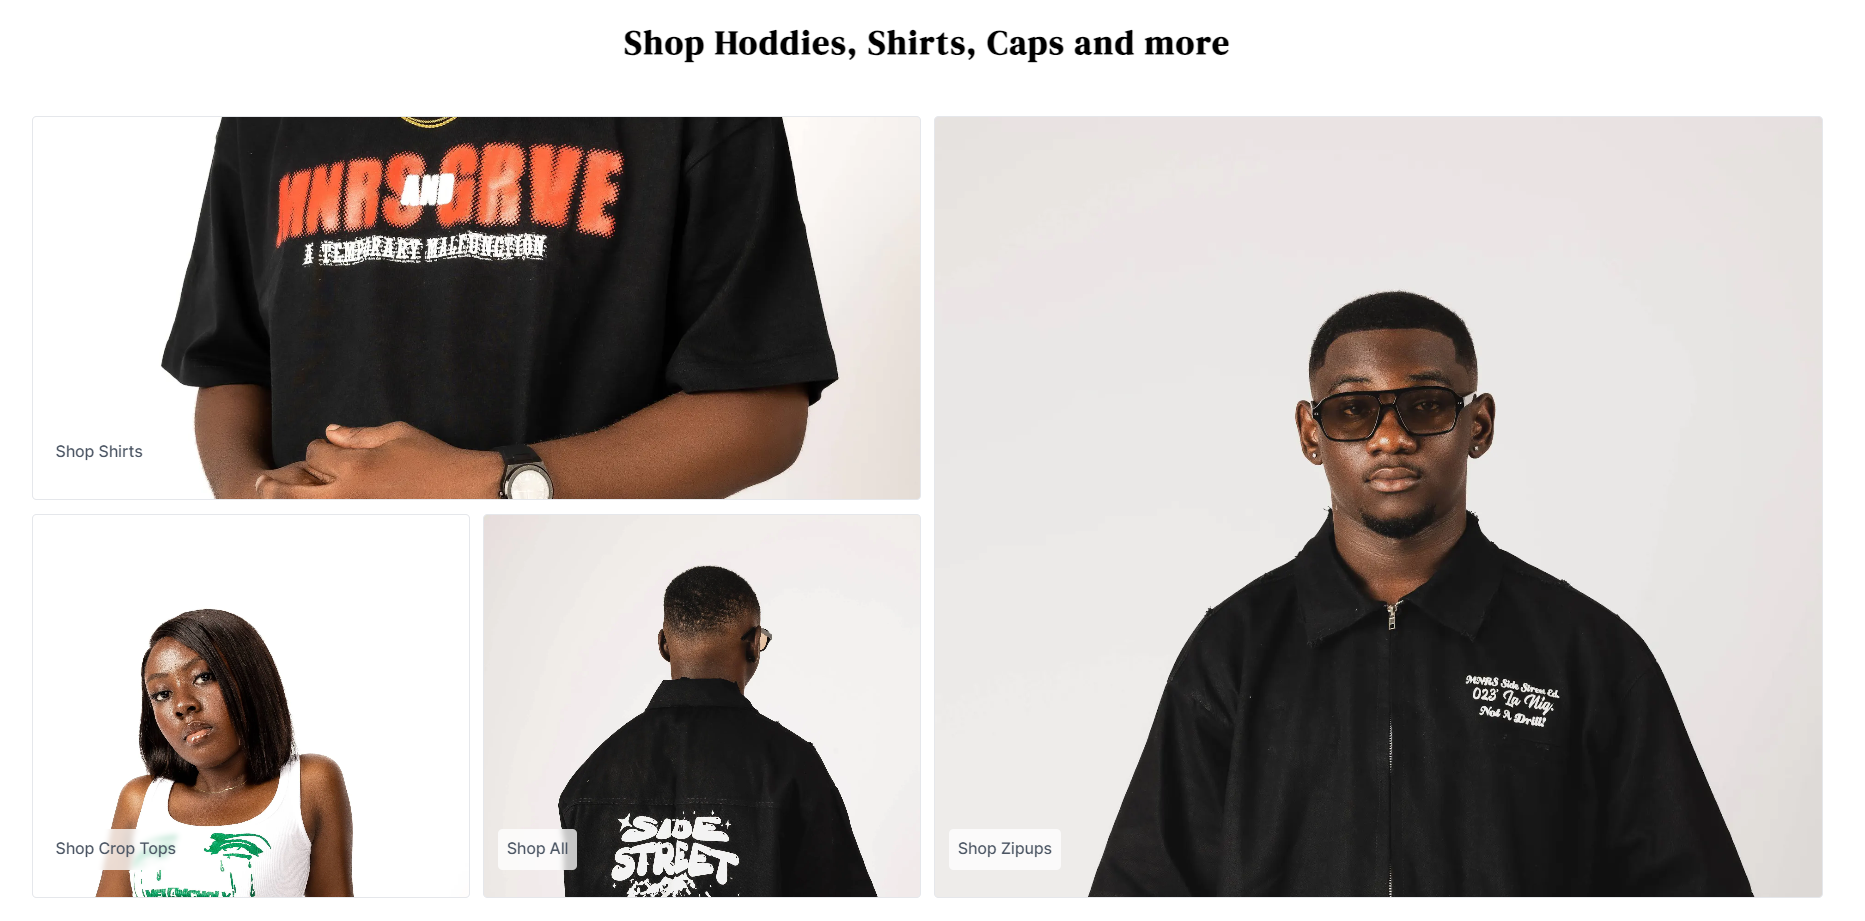 Shop Hoddies, Shirts, Caps and more
MNRS GRVE
AND
A TEMPORARY MALFUNCTION
Shop Shirts
Shop Crop Tops
SIDE
STREET
Shop All
MNRS Side Street Ed.
023' La Niq.
Not A Drill!
Shop Zipups